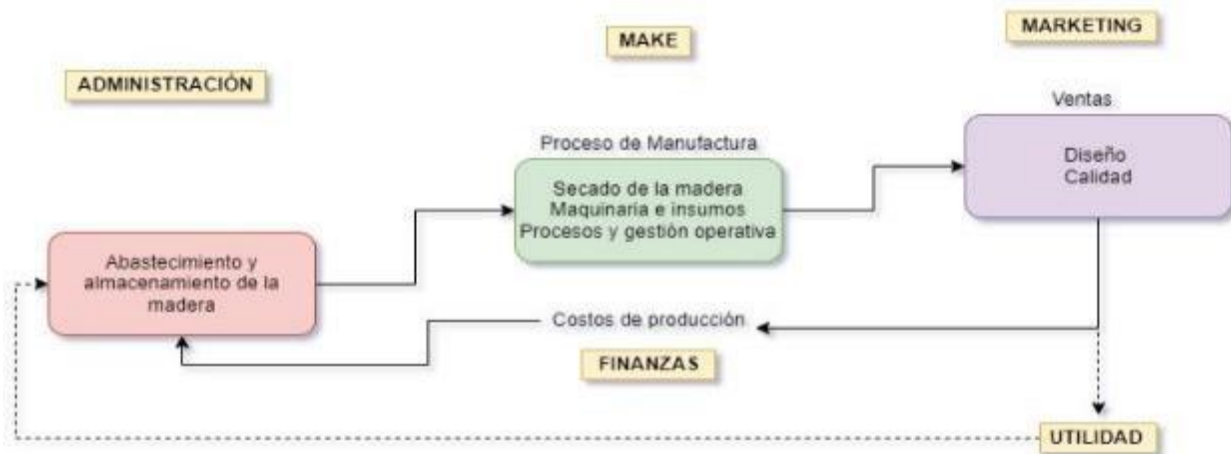 MARKETING
MAKE
ADMINISTRACIÓN
Ventas
Proceso de Manufactura
Diseño
Calidad
Secado de la madera
Maquinaria e insumos
Procesos y gestión operativa
Abastecimiento y
almacenamiento de la
madera
Costos de producción
FINANZAS
UTILIDAD